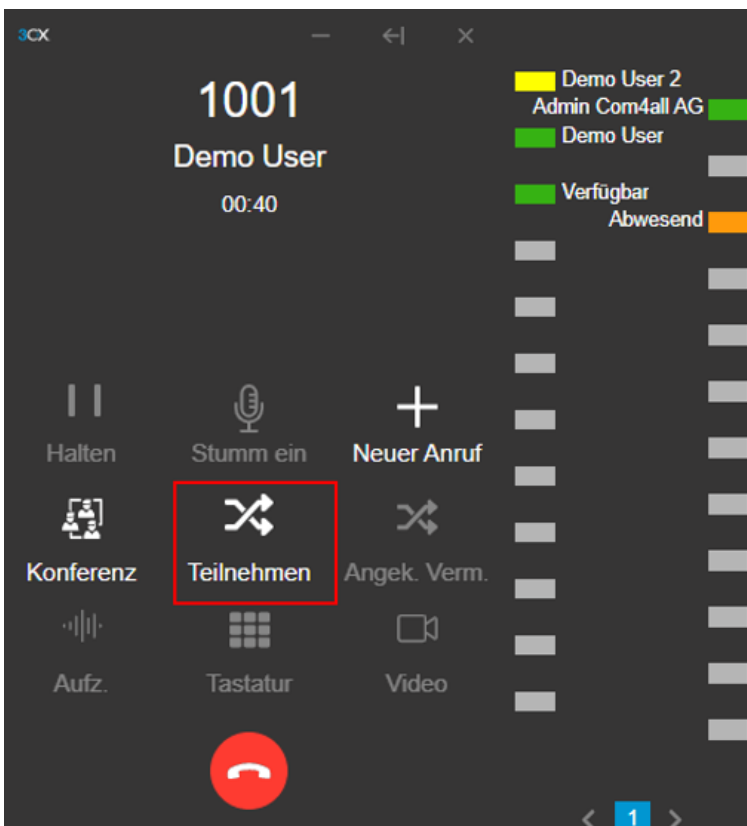 3CX
1001
Demo User
00:40
Halten
Stumm ein
Neuer Anruf
Konferenz
Teilnehmen
Angek. Verm.
Aufz.
Tastatur
Video
Demo User 2
Admin Com4all AG
Demo User
Verfügbar
Abwesend
1